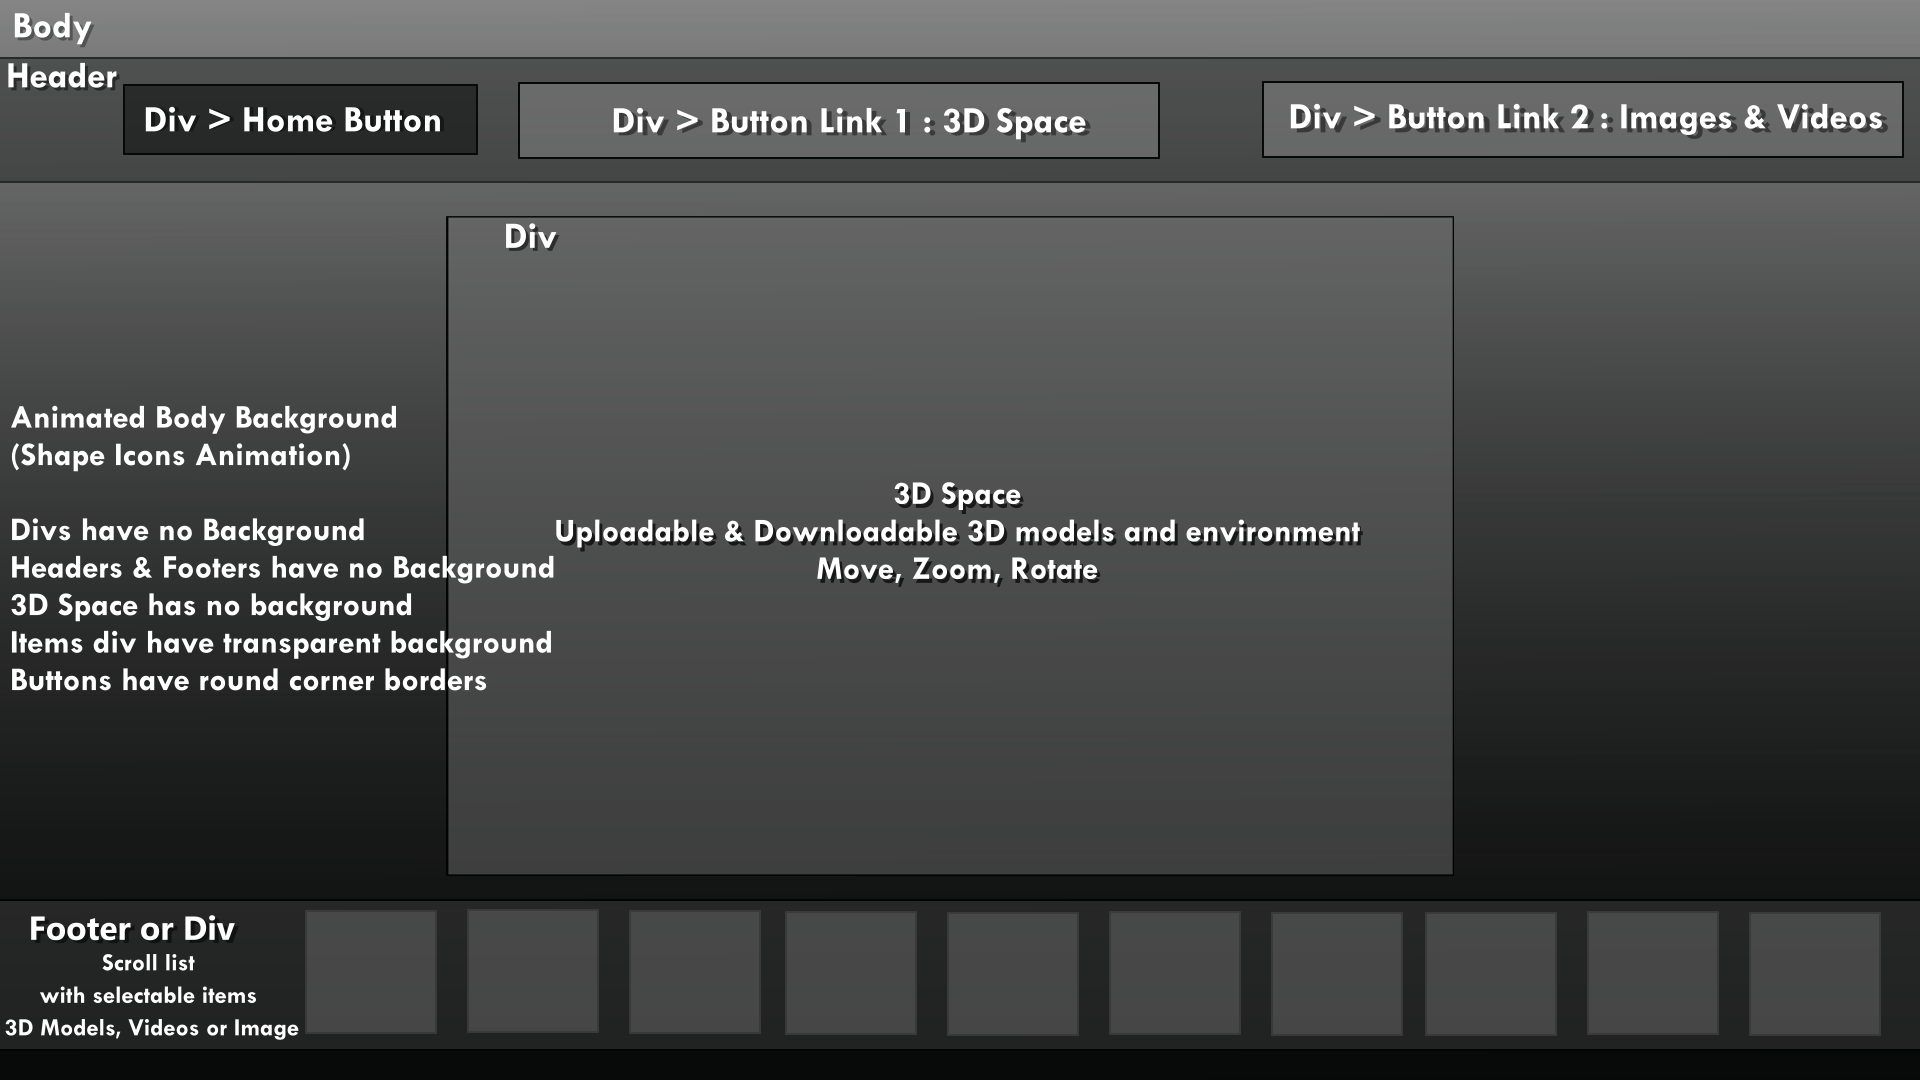 Body
Header
Div > Home Button
Div > Button Link 1 : 3D Space
Div > Button Link 2 : Images & Videos
Div
Animated Body Background
(Shape Icons Animation)
Divs have no Background
Headers & Footers have no Background
3D Space has no background
Items div have transparent background
Buttons have round corner borders
3D Space
Uploadable & Downloadable 3D models and environment
Move, Zoom, Rotate
Footer or Div
Scroll list
with selectable items
3D Models, Videos or Image